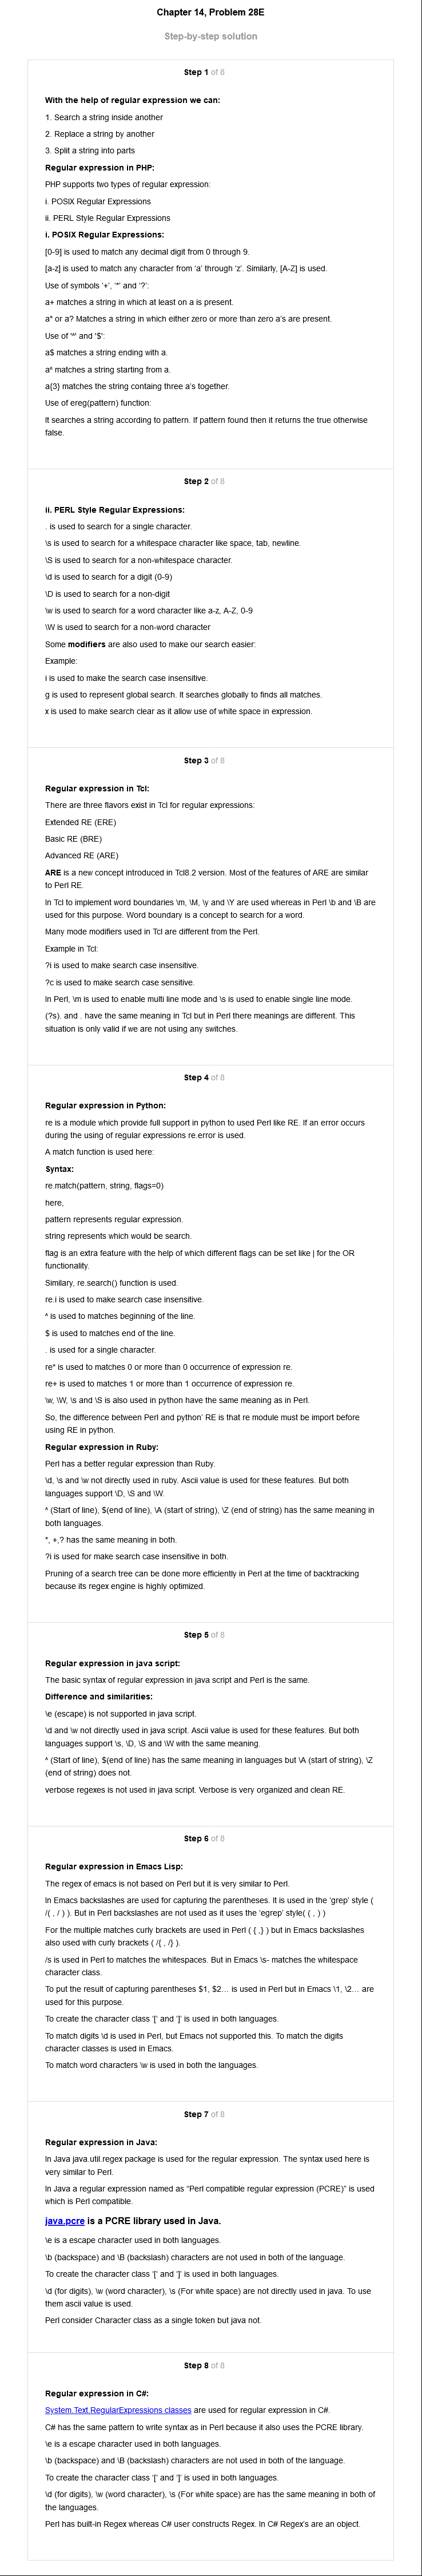 Chapter 14, Problem 28E
Step-by-step solution
Step 1 of 8
With the help of regular expression we can:
1. Search a string inside another
2. Replace a string by another
3. Split a string into parts
Regular expression in PHP:
PHP supports two types of regular expression:
i. POSIX Regular Expressions
ii. PERL Style Regular Expressions
i. POSIX Regular Expressions:
[0-9] is used to match any decimal digit from 0 through 9.
[a-z] is used to match any character from 'a' through 'z'. Similarly, [A-Z] is used.
Use of symbols '+', '*' and '?':
a+ matches a string in which at least on a is present.
a* or a? Matches a string in which either zero or more than zero a's are present.
Use of '^' and '$':
a$ matches a string ending with a.
a^ matches a string starting from a.
a{3} matches the string containg three a's together.
Use of ereg(pattern) function:
It searches a string according to pattern. If pattern found then it returns the true otherwise
false.
Step 2 of 8
ii. PERL Style Regular Expressions:
. is used to search for a single character.
\s is used to search for a whitespace character like space, tab, newline.
\S is used to search for a non-whitespace character.
\d is used to search for a digit (0-9)
\D is used to search for a non-digit
\w is used to search for a word character like a-z, A-Z, 0-9
\W is used to search for a non-word character
Some modifiers are also used to make our search easier:
Example:
i is used to make the search case insensitive.
g is used to represent global search. It searches globally to finds all matches.
x is used to make search clear as it allow use of white space in expression.
Step 3 of 8
Regular expression in Tcl:
There are three flavors exist in Tcl for regular expressions:
Extended RE (ERE)
Basic RE (BRE)
Advanced RE (ARE)
ARE is a new concept introduced in Tcl8.2 version. Most of the features of ARE are similar
to Perl RE.
In Tcl to implement word boundaries \m, \M, \y and \Y are used whereas in Perl \b and \B are
used for this purpose. Word boundary is a concept to search for a word.
Many mode modifiers used in Tcl are different from the Perl.
Example in Tcl:
?i is used to make search case insensitive.
?c is used to make search case sensitive.
In Perl, \m is used to enable multi line mode and \s is used to enable single line mode.
(?s). and . have the same meaning in Tcl but in Perl there meanings are different. This
situation is only valid if we are not using any switches.
Step 4 of 8
Regular expression in Python:
re is a module which provide full support in python to used Perl like RE. If an error occurs
during the using of regular expressions re.error is used.
A match function is used here:
Syntax:
re.match(pattern, string, flags=0)
here,
pattern represents regular expression.
string represents which would be search.
flag is an extra feature with the help of which different flags can be set like | for the OR
functionality.
Similary, re.search() function is used.
re.i is used to make search case insensitive.
^ is used to matches beginning of the line.
$ is used to matches end of the line.
. is used for a single character.
re* is used to matches 0 or more than 0 occurrence of expression re.
re+ is used to matches 1 or more than 1 occurrence of expression re.
\w, \W, \s and \S is also used in python have the same meaning as in Perl.
So, the difference between Perl and python' RE is that re module must be import before
using RE in python.
Regular expression in Ruby:
Perl has a better regular expression than Ruby.
\d, \s and \w not directly used in ruby. Ascii value is used for these features. But both
languages support \D, \S and \W.
^ (Start of line), $(end of line), \A (start of string), \Z (end of string) has the same meaning in
both languages.
*, +,? has the same meaning in both.
?i is used for make search case insensitive in both.
Pruning of a search tree can be done more efficiently in Perl at the time of backtracking
because its regex engine is highly optimized.
Step 5 of 8
Regular expression in java script:
The basic syntax of regular expression in java script and Perl is the same.
Difference and similarities:
\e (escape) is not supported in java script.
\d and \w not directly used in java script. Ascii value is used for these features. But both
languages support \s, \D, \S and \W with the same meaning.
^ (Start of line), $(end of line) has the same meaning in languages but \A (start of string), \Z
(end of string) does not.
verbose regexes is not used in java script. Verbose is very organized and clean RE.
Step 6 of 8
Regular expression in Emacs Lisp:
The regex of emacs is not based on Perl but it is very similar to Perl.
In Emacs backslashes are used for capturing the parentheses. It is used in the 'grep' style (
/( , / ) ). But in Perl backslashes are not used as it uses the 'egrep' style( ( , ) )
For the multiple matches curly brackets are used in Perl ( { ,} ) but in Emacs backslashes
also used with curly brackets ( /{ , /} ).
/s is used in Perl to matches the whitespaces. But in Emacs \s- matches the whitespace
character class.
To put the result of capturing parentheses $1, $2… is used in Perl but in Emacs \1, \2… are
used for this purpose.
To create the character class '[' and ']' is used in both languages.
To match digits \d is used in Perl, but Emacs not supported this. To match the digits
character classes is used in Emacs.
To match word characters \w is used in both the languages.
Step 7 of 8
Regular expression in Java:
In Java java.util.regex package is used for the regular expression. The syntax used here is
very similar to Perl.
In Java a regular expression named as "Perl compatible regular expression (PCRE)" is used
which is Perl compatible.
java.pcre is a PCRE library used in Java.
\e is a escape character used in both languages.
\b (backspace) and \B (backslash) characters are not used in both of the language.
To create the character class '[' and ']' is used in both languages.
\d (for digits), \w (word character), \s (For white space) are not directly used in java. To use
them ascii value is used.
Perl consider Character class as a single token but java not.
Step 8 of 8
Regular expression in C#:
System.Text.RegularExpressions classes are used for regular expression in C#.
C# has the same pattern to write syntax as in Perl because it also uses the PCRE library.
\e is a escape character used in both languages.
\b (backspace) and \B (backslash) characters are not used in both of the language.
To create the character class '[' and ']' is used in both languages.
\d (for digits), \w (word character), \s (For white space) are has the same meaning in both of
the languages.
Perl has built-in Regex whereas C# user constructs Regex. In C# Regex's are an object.